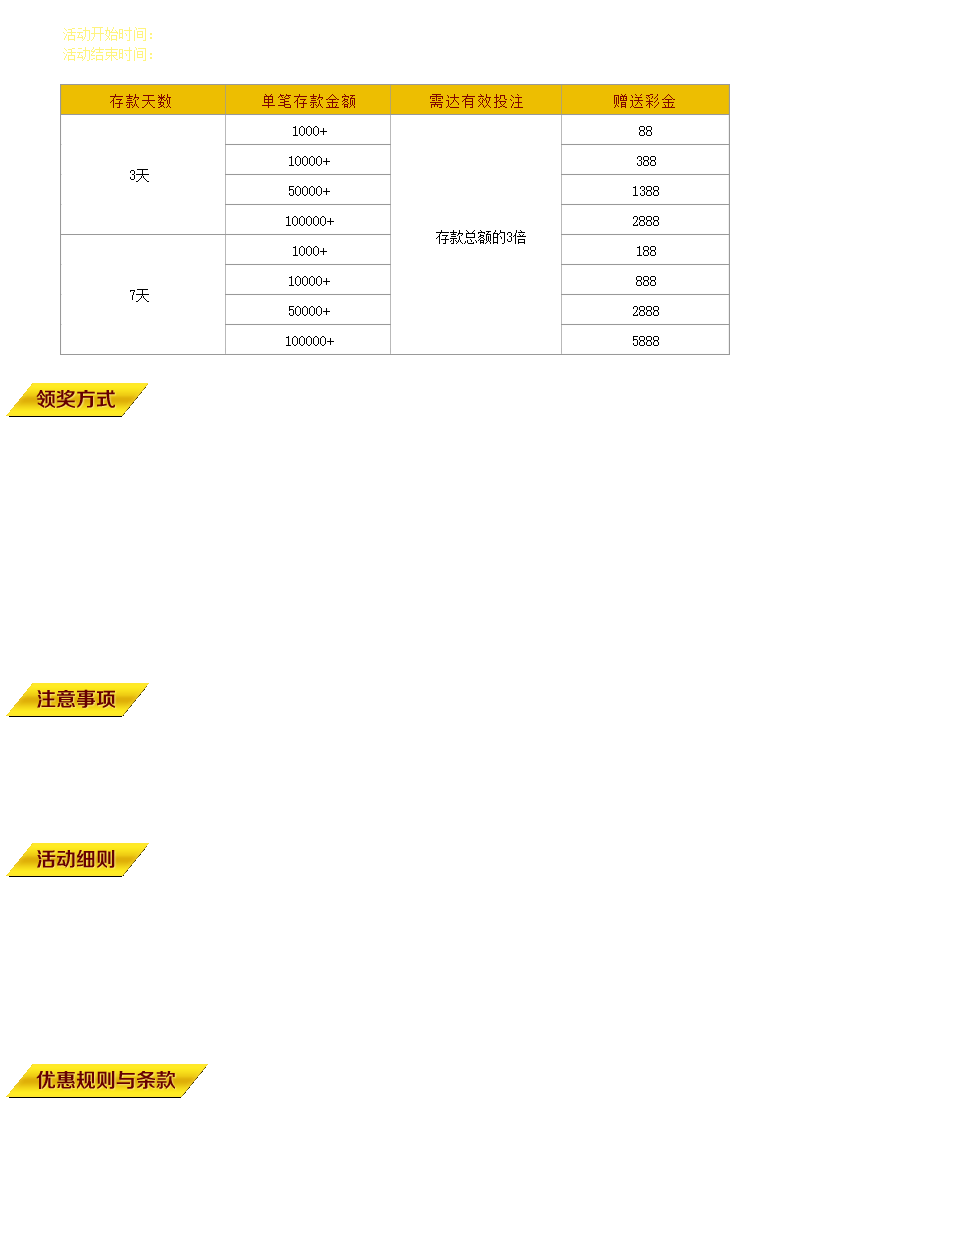 活动开始时间：
活动结束时间：
存款天数 单笔存款金额 需达有效投注 赠送彩金
3天 1000+ 存款总额的3倍 88
10000+ 388
50000+ 1388
100000+ 2888
7天 1000+ 188
10000+ 888
50000+ 2888
100000+ 5888
领奖方式
注意事项
活动细则
优惠规则与条款